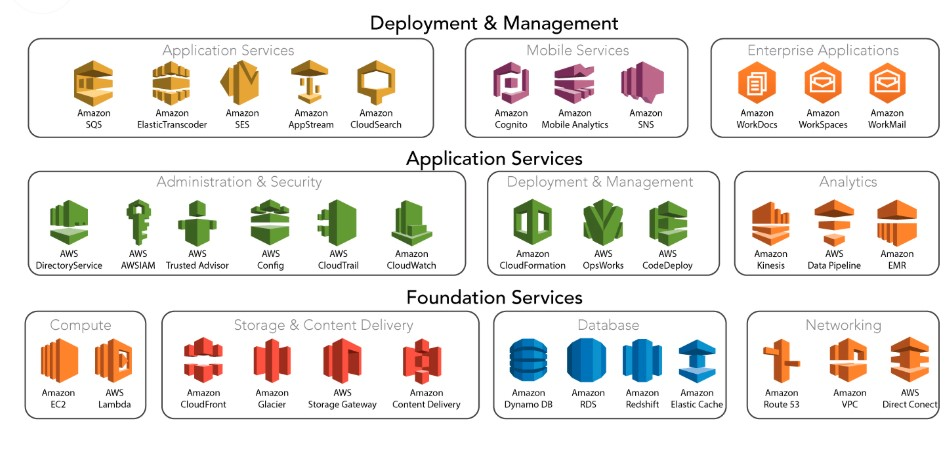 Deployment & Management
Application Services
Amazon
SQS
Amazon
ElasticTranscoder
Amazon
SES
Amazon
AppStream
Amazon
CloudSearch
Mobile Services
Amazon
Cognito
Amazon
Mobile Analytics
Amazon
SNS
Enterprise Applications
Amazon
WorkDocs
Amazon
WorkSpaces
Amazon
WorkMail
Application Services
Administration & Security
AWS
DirectoryService
AWS
AWSIAM
AWS
Trusted Advisor
AWS
Config
AWS
CloudTrail
Amazon
CloudWatch
Deployment & Management
Amazon
CloudFormation
AWS
OpsWorks
AWS
CodeDeploy
Analytics
Amazon
Kinesis
AWS
Data Pipeline
Amazon
EMR
Foundation Services
Compute
Amazon
EC2
AWS
Lambda
Storage & Content Delivery
Amazon
CloudFront
Amazon
Glacier
AWS
Storage Gateway
Amazon
Content Delivery
Database
Amazon
Dynamo DB
Amazon
RDS
Amazon
Redshift
Amazon
Elastic Cache
Networking
Amazon
Route 53
Amazon
VPC
AWS
Direct Conect